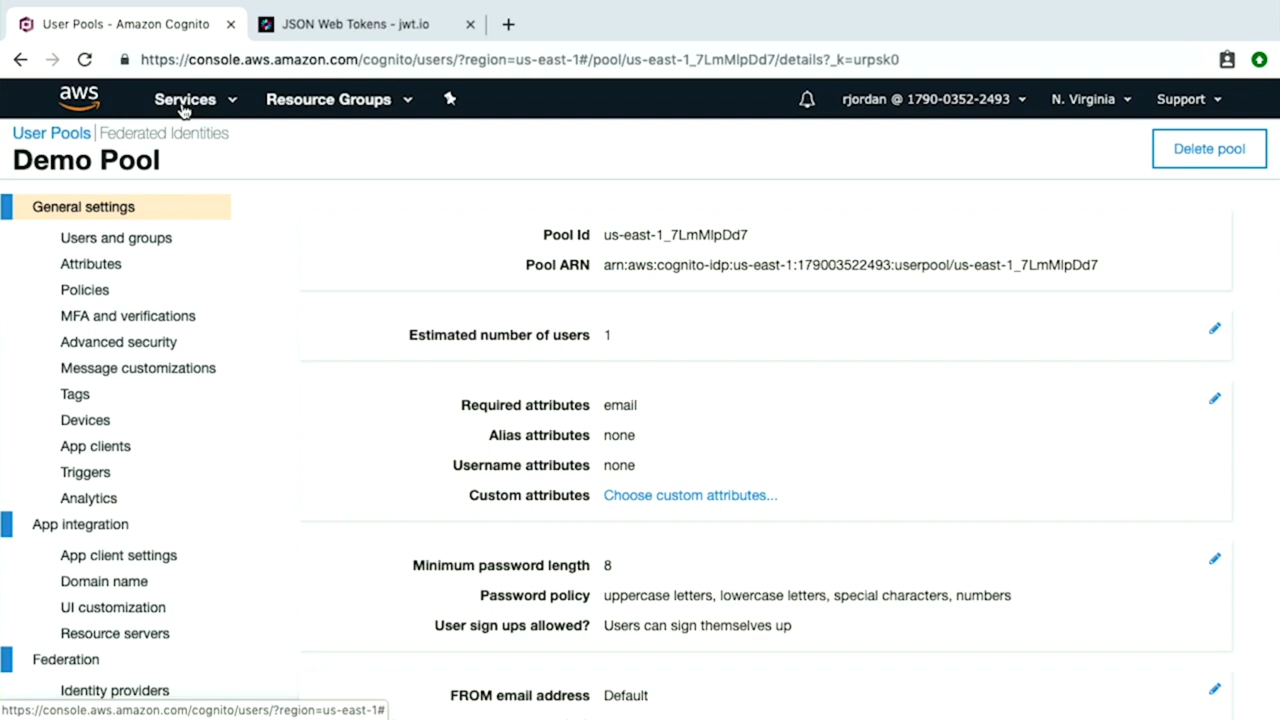 User Pools - Amazon Cognito
JSON Web Tokens - jwt.io
https://console.aws.amazon.com/cognito/users/?region=us-east-1#/pool/us-east-1_7LmMlpDd7/details?_k=urpsk0
aws
Services
Resource Groups
rjordan @ 1790-0352-2493
N. Virginia
Support
User Pools | Federated Identities
Demo Pool
Delete pool
General settings
Users and groups
Attributes
Policies
MFA and verifications
Advanced security
Message customizations
Tags
Devices
App clients
Triggers
Analytics
App integration
App client settings
Domain name
UI customization
Resource servers
Federation
Identity providers
Pool Id us-east-1_7LmMlpDd7
Pool ARN arn:aws:cognito-idp:us-east-1:179003522493:userpool/us-east-1_7LmMlpDd7
Estimated number of users 1
Required attributes email
Alias attributes none
Username attributes none
Custom attributes Choose custom attributes...
Minimum password length 8
Password policy uppercase letters, lowercase letters, special characters, numbers
User sign ups allowed? Users can sign themselves up
FROM email address Default
https://console.aws.amazon.com/cognito/users/?region=us-east-1#